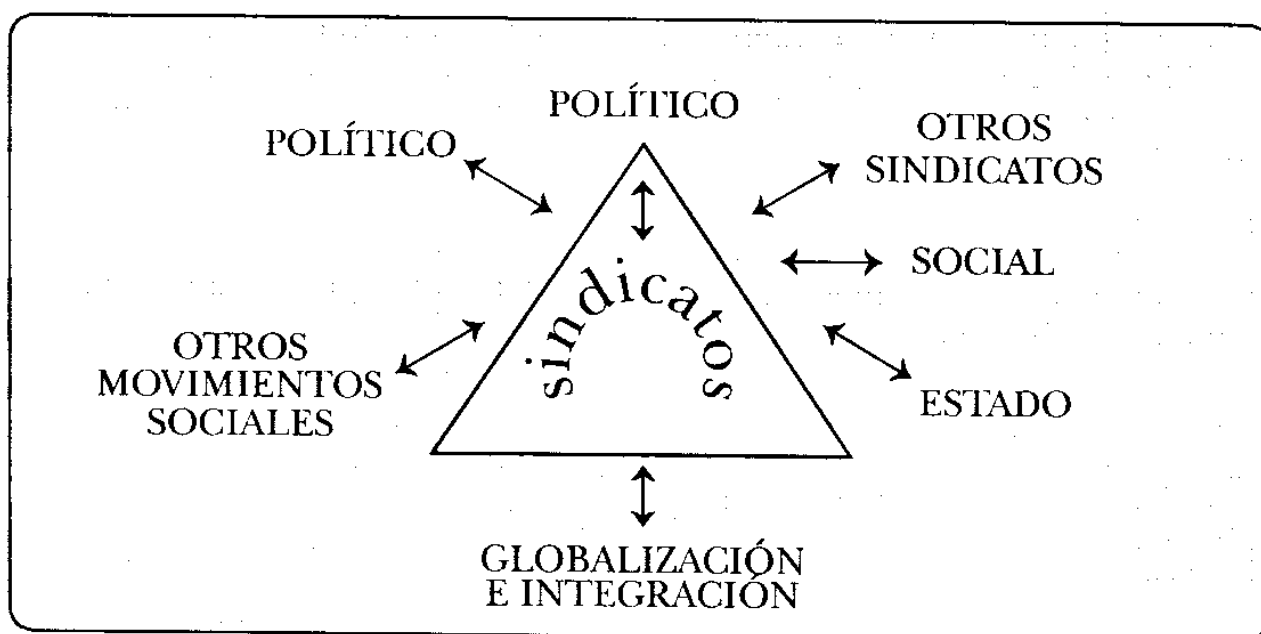 POLÍTICO
POLÍTICO
OTROS
SINDICATOS
SOCIAL
sindicatos
OTROS
MOVIMIENTOS
SOCIALES
ESTADO
GLOBALIZACIÓN
E INTEGRACIÓN